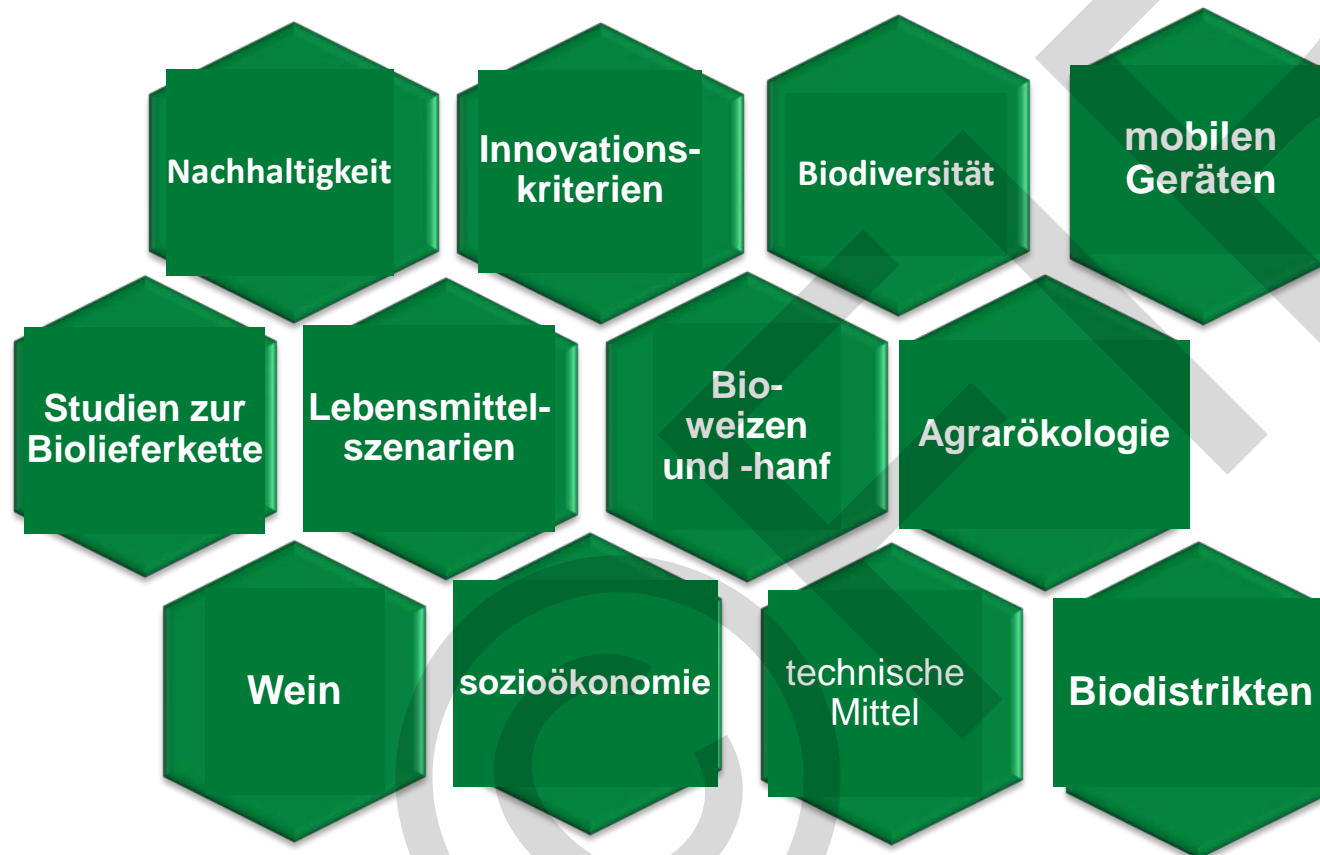 Nachhaltigkeit
Innovations-
kriterien
Biodiversität
mobilen
Geräten
Studien zur
Biolieferkette
Lebensmittel-
szenarien
Bio-
weizen
und -hanf
Agrarökologie
Wein
sozioökonomie
technische
Mittel
Biodistrikten